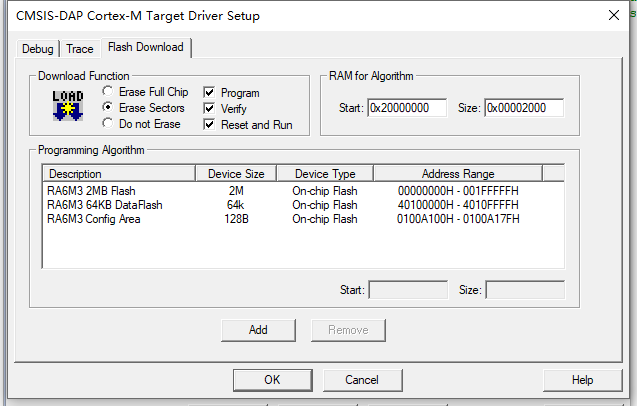 CMSIS-DAP Cortex-M Target Driver Setup
Debug Trace Flash Download
Download Function
LOAD
Erase Full Chip Program
Erase Sectors Verify
Do not Erase Reset and Run
RAM for Algorithm
Start: 0x20000000 Size: 0x00002000
Programming Algorithm
Description Device Size Device Type Address Range
RA6M3 2MB Flash 2M On-chip Flash 00000000H - 001FFFFFH
RA6M3 64KB DataFlash 64k On-chip Flash 40100000H - 4010FFFFH
RA6M3 Config Area 128B On-chip Flash 0100A100H - 0100A17FH
Start: Size:
Add Remove
OK Cancel Help